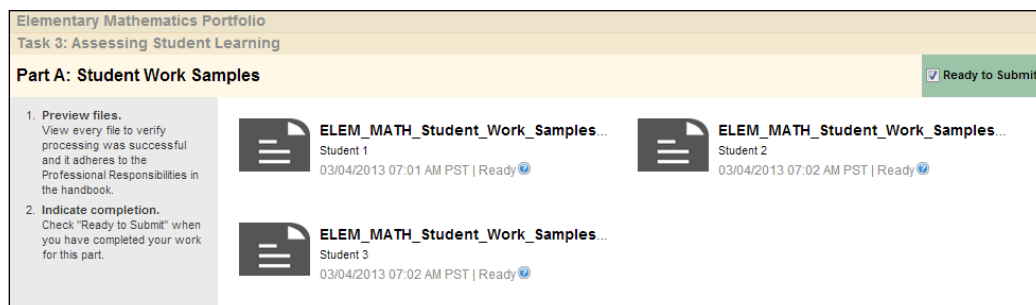 Elementary Mathematics Portfolio
Task 3: Assessing Student Learning
Part A: Student Work Samples
Ready to Submit
1. Preview files.
View every file to verify
processing was successful
and it adheres to the
Professional Responsibilities in
the handbook.
2. Indicate completion.
Check "Ready to Submit" when
you have completed your work
for this part.
ELEM_MATH_Student_Work_Samples...
Student 1
03/04/2013 07:01 AM PST | Ready
ELEM_MATH_Student_Work_Samples...
Student 2
03/04/2013 07:02 AM PST | Ready
ELEM_MATH_Student_Work_Samples...
Student 3
03/04/2013 07:02 AM PST | Ready